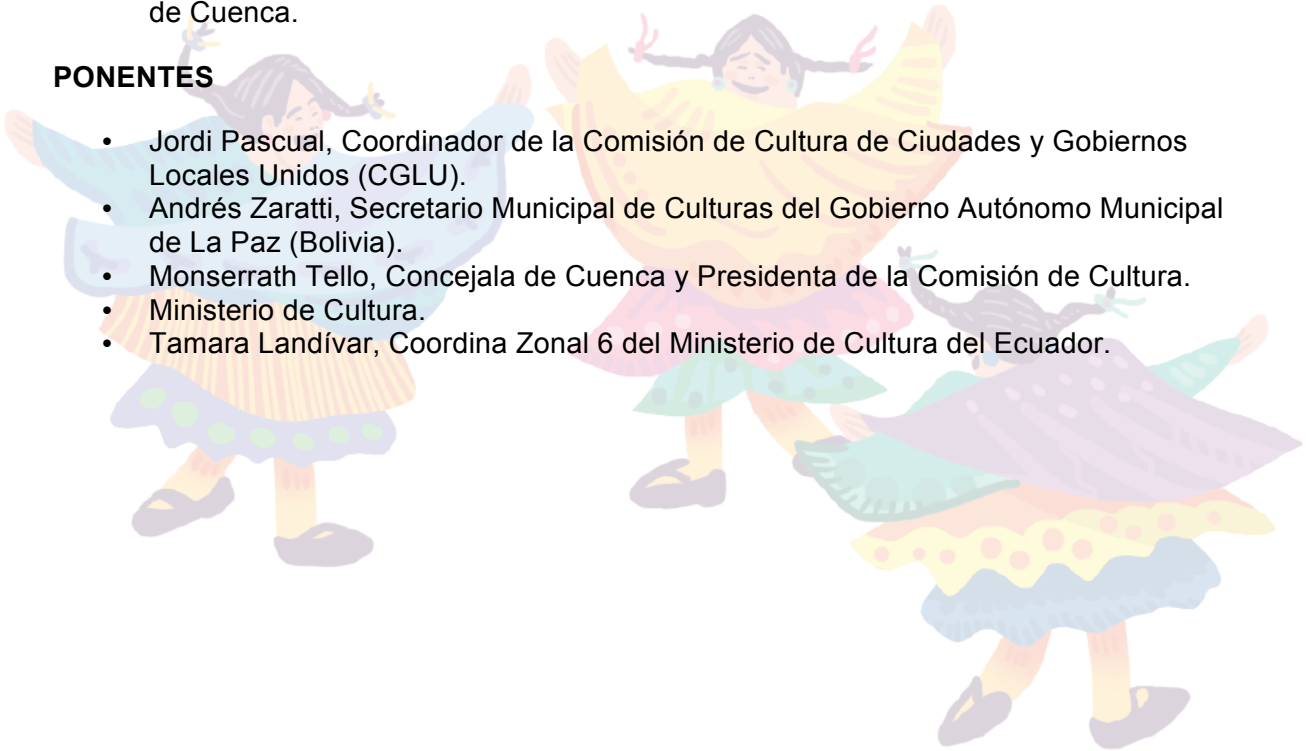 de Cuenca.
PONENTES
• Jordi Pascual, Coordinador de la Comisión de Cultura de Ciudades y Gobiernos
Locales Unidos (CGLU).
• Andrés Zaratti, Secretario Municipal de Culturas del Gobierno Autónomo Municipal
de La Paz (Bolivia).
• Monserrath Tello, Concejala de Cuenca y Presidenta de la Comisión de Cultura.
• Ministerio de Cultura.
• Tamara Landívar, Coordina Zonal 6 del Ministerio de Cultura del Ecuador.